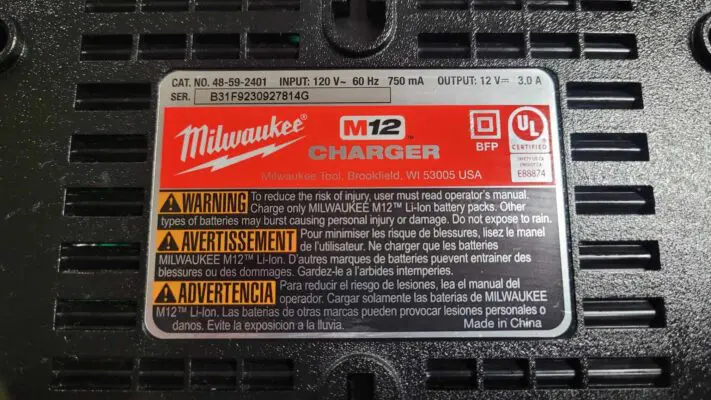 CAT. NO. 48-59-2401 INPUT: 120 V~ 60 Hz 750 mA OUTPUT: 12 V⎓ 3.0 A
SER. B31F9230927814G
Milwaukee®
M12™
CHARGER
BFP
UL
CERTIFIED
SAFETY US-CA
E88874
Milwaukee Tool, Brookfield, WI 53005 USA
WARNING To reduce the risk of injury, user must read operator's manual.
Charge only MILWAUKEE M12™ Li-Ion battery packs. Other
types of batteries may burst causing personal injury or damage. Do not expose to rain.
AVERTISSEMENT Pour minimiser les risque de blessures, lisez le manel
de l'utilisateur. Ne charger que les batteries
MILWAUKEE M12™ Li-Ion. D'autres marques de batteries peuvent entrainer des
blessures ou des dommages. Gardez-le a l'arbides intemperies.
ADVERTENCIA Para reducir el riesgo de lesiones, lea el manual del
operador. Cargar solamente las baterias de MILWAUKEE
M12™ Li-Ion. Las baterias de otras marcas pueden provocar lesiones personales o
danos. Evite la exposicion a la lluvia.
Made in China